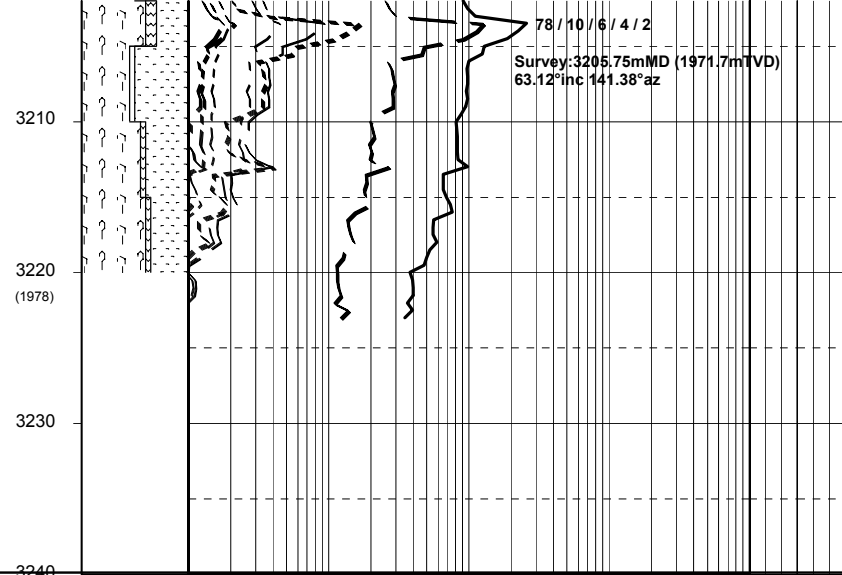 78 / 10 / 6 / 4 / 2
Survey:3205.75mMD (1971.7mTVD)
63.12°inc 141.38°az
3210
3220
(1978)
3230
3240